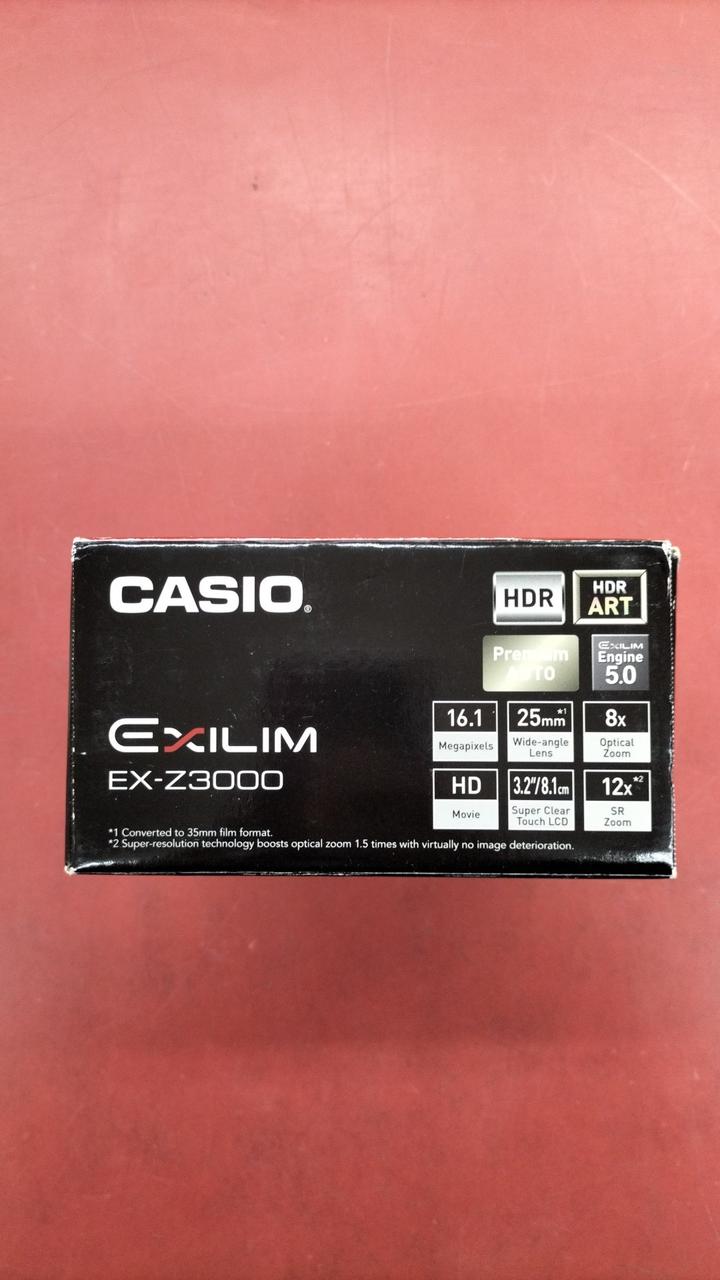 CASIO®
HDR
HDR
ART
Premium
AUTO
EXILIM
Engine
5.0
EXILIM
EX-Z3000
16.1
Megapixels
25mm*1
Wide-angle
Lens
8x
Optical
Zoom
HD
Movie
3.2"/8.1cm
Super Clear
Touch LCD
12x*2
SR
Zoom
*1 Converted to 35mm film format.
*2 Super-resolution technology boosts optical zoom 1.5 times with virtually no image deterioration.